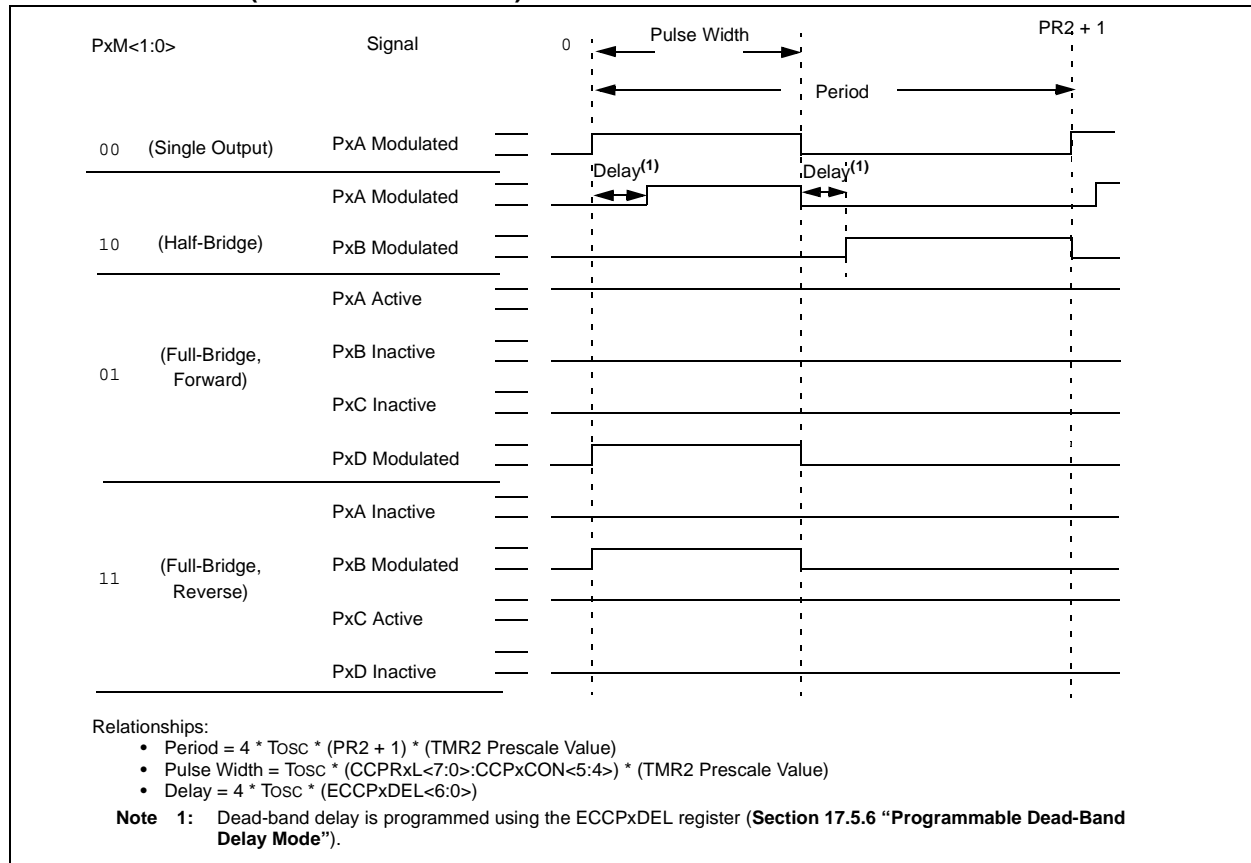 PxM<1:0> Signal 0 Pulse Width PR2 + 1
Period
00 (Single Output) PxA Modulated
Delay(1) Delay(1)
PxA Modulated
10 (Half-Bridge) PxB Modulated
PxA Active
PxB Inactive
01 (Full-Bridge,
Forward)
PxC Inactive
PxD Modulated
PxA Inactive
PxB Modulated
11 (Full-Bridge,
Reverse)
PxC Active
PxD Inactive
Relationships:
• Period = 4 * TOSC * (PR2 + 1) * (TMR2 Prescale Value)
• Pulse Width = TOSC * (CCPRxL<7:0>:CCPxCON<5:4>) * (TMR2 Prescale Value)
• Delay = 4 * TOSC * (ECCPxDEL<6:0>)
Note 1: Dead-band delay is programmed using the ECCPxDEL register (Section 17.5.6 “Programmable Dead-Band
Delay Mode”).